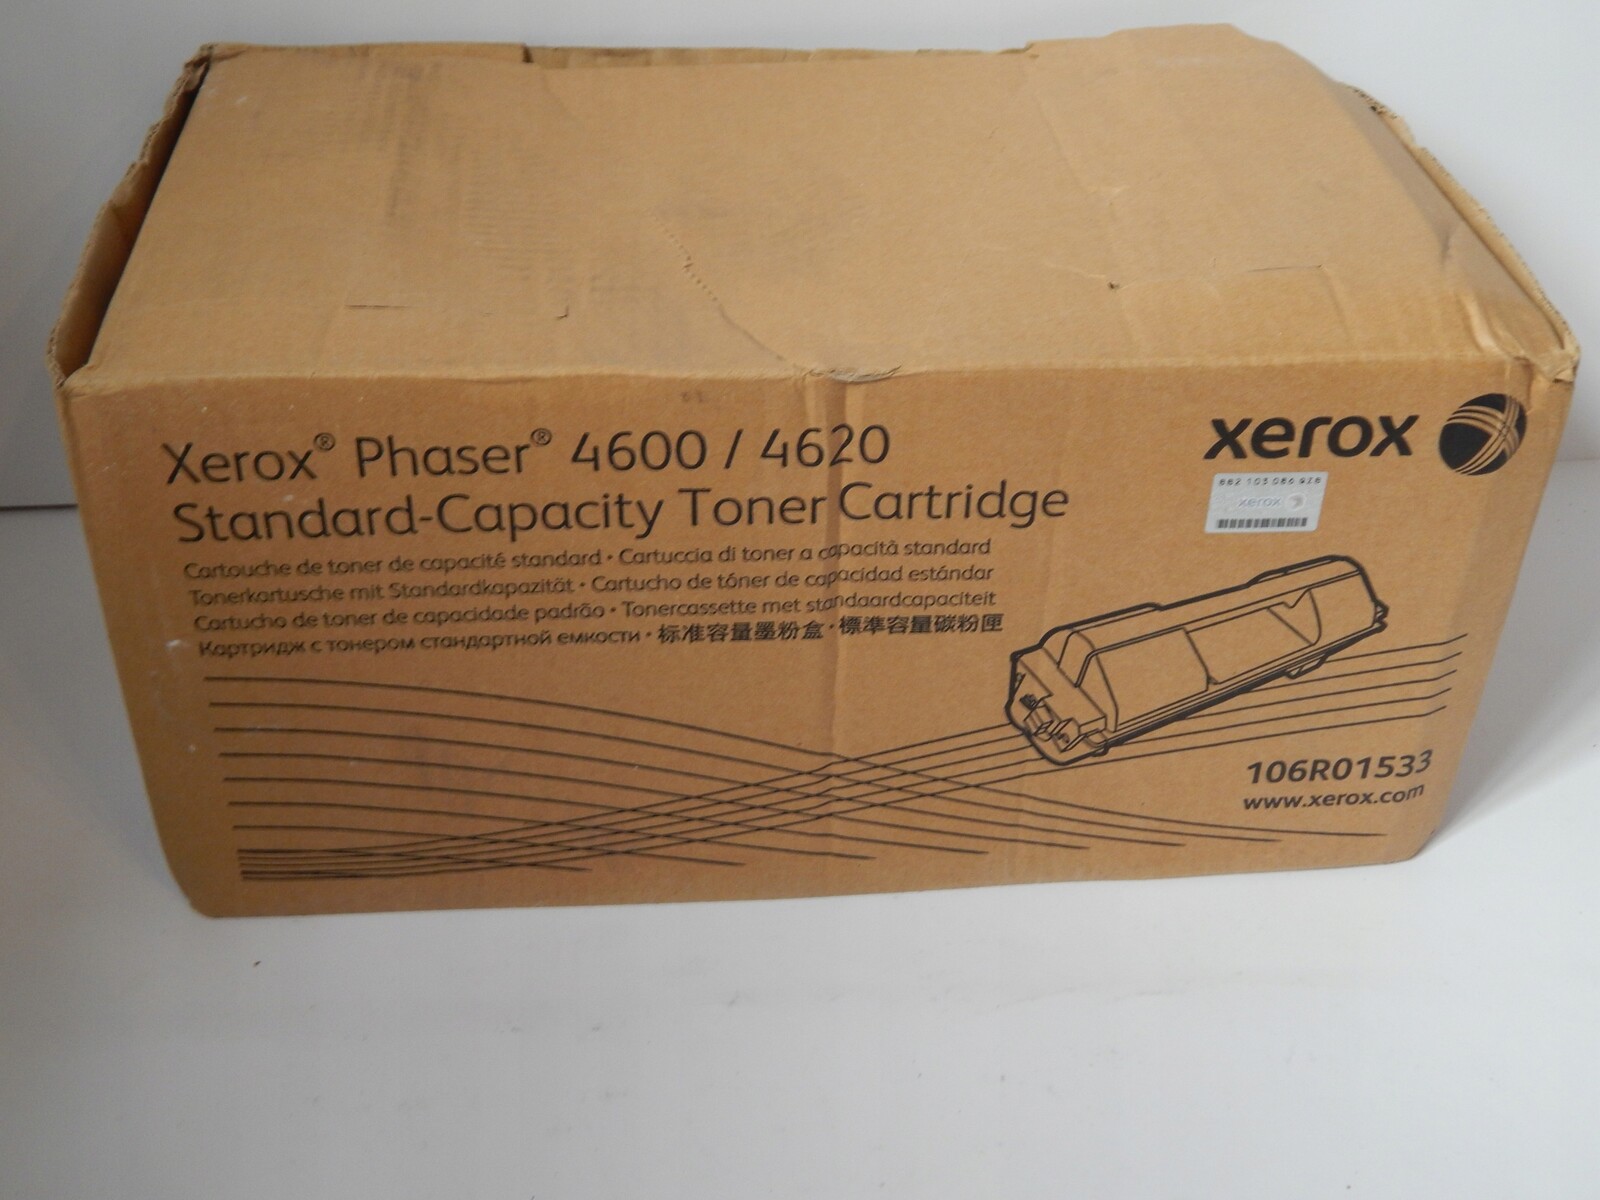 Xerox® Phaser® 4600 / 4620
Standard-Capacity Toner Cartridge
Cartouche de toner de capacité standard • Cartuccia di toner a capacità standard
Tonerkartusche mit Standardkapazität • Cartucho de tóner de capacidad estándar
Cartucho de toner de capacidade padrão • Tonercassette met standaardcapaciteit
Картридж с тонером стандартной емкости • 标准容量墨粉盒 • 標準容量碳粉匣
xerox
xerox
106R01533
www.xerox.com